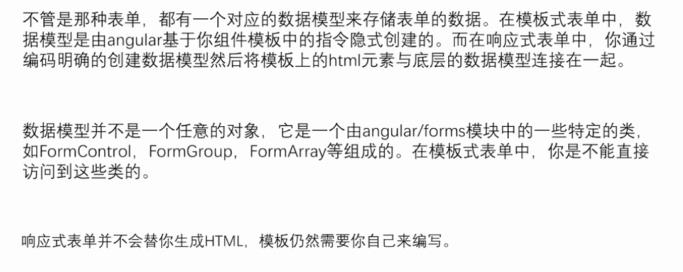 不管是那种表单，都有一个对应的数据模型来存储表单的数据。在模板式表单中，数
据模型是由angular基于你组件模板中的指令隐式创建的。而在响应式表单中，你通过
编码明确的创建数据模型然后将模板上的html元素与底层的数据模型连接在一起。
数据模型并不是一个任意的对象，它是一个由angular/forms模块中的一些特定的类，
如FormControl，FormGroup，FormArray等组成的。在模板式表单中，你是不能直接
访问到这些类的。
响应式表单并不会替你生成HTML，模板仍然需要你自己来编写。